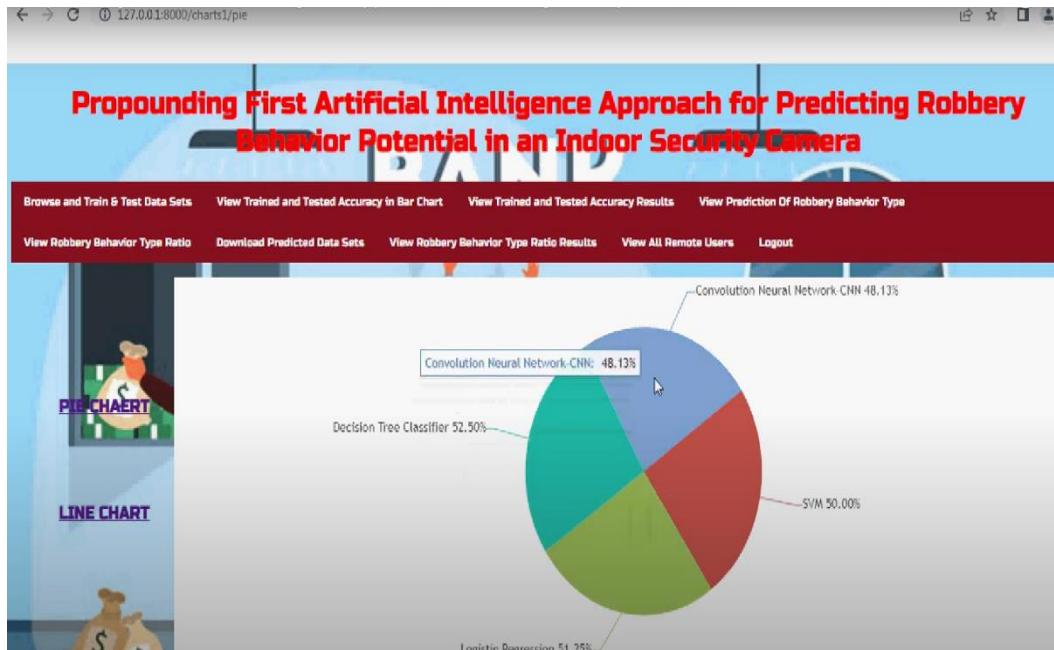 127.0.0.1:8000/charts1/pie
Propounding First Artificial Intelligence Approach for Predicting Robbery
Behavior Potential in an Indoor Security Camera
BANP
Browse and Train & Test Data Sets View Trained and Tested Accuracy in Bar Chart View Trained and Tested Accuracy Results View Prediction Of Robbery Behavior Type
View Robbery Behavior Type Ratio Download Predicted Data Sets View Robbery Behavior Type Ratio Results View All Remote Users Logout
Convolution Neural Network-CNN 48.13%
Convolution Neural Network-CNN: 48.13%
$
PIE CHAERT
Decision Tree Classifier 52.50%
SVM 50.00%
LINE CHART
$
Logistic Regression 51.25%